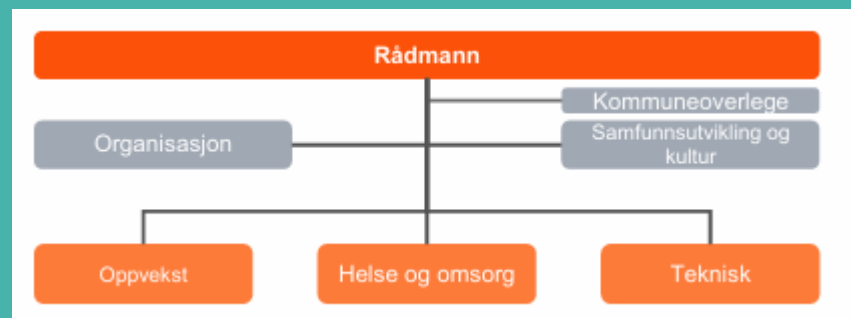 Rådmann
Kommuneoverlege
Organisasjon
Samfunnsutvikling og
kultur
Oppvekst
Helse og omsorg
Teknisk